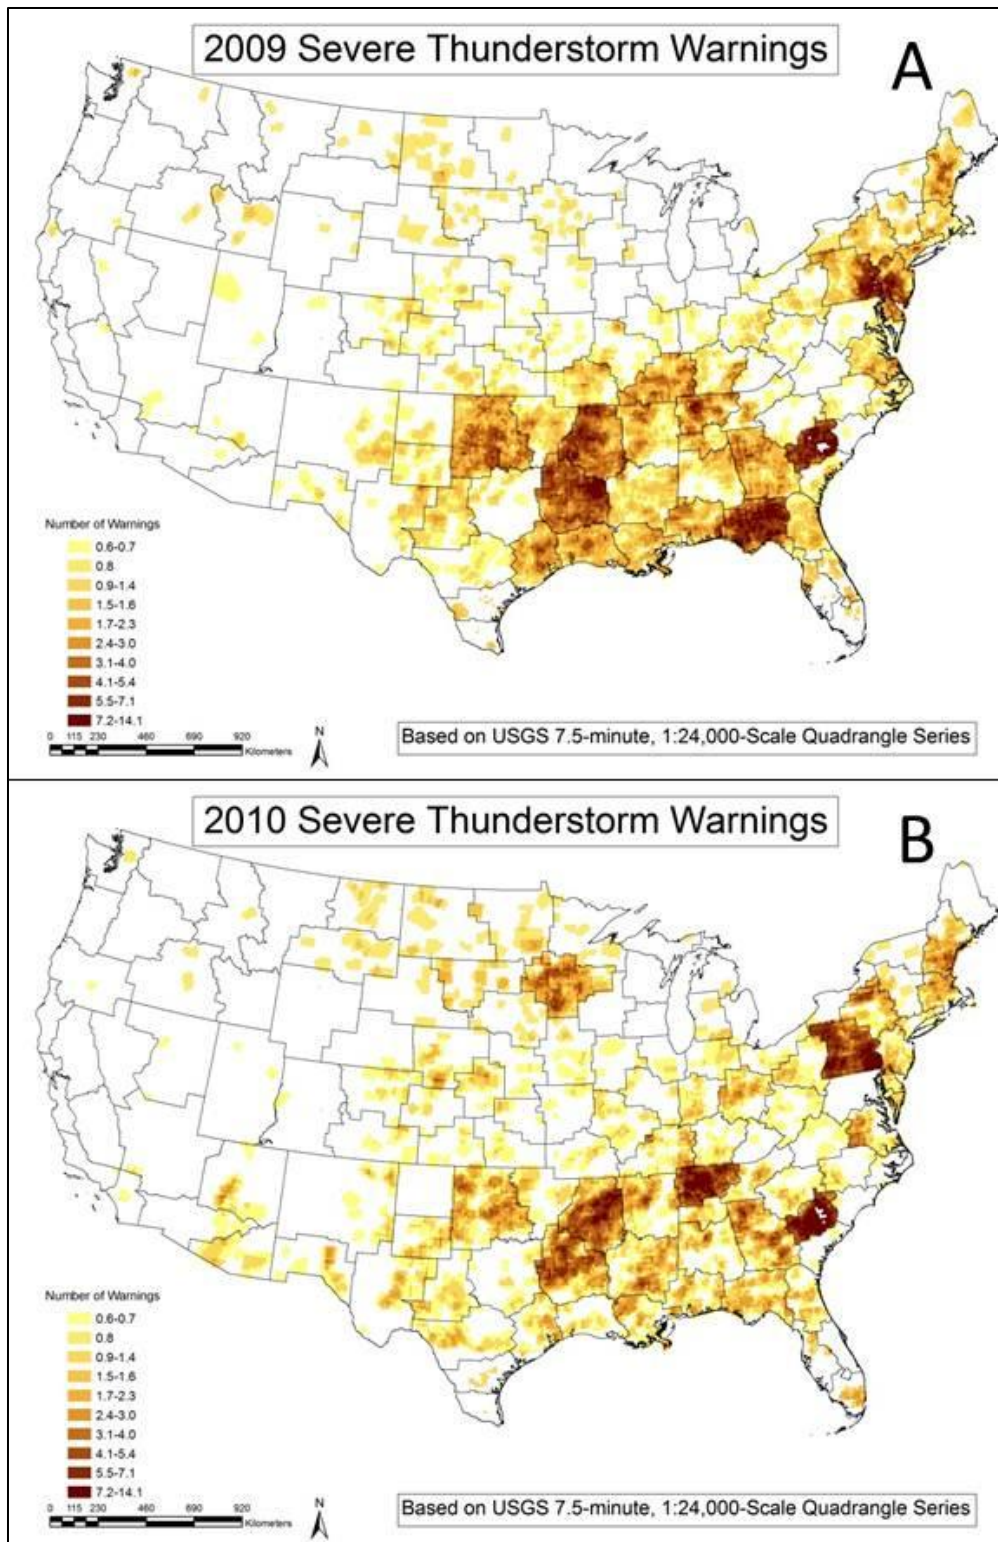 2009 Severe Thunderstorm Warnings
A
Number of Warnings
0.6-0.7
0.8
0.9-1.4
1.5-1.6
1.7-2.3
2.4-3.0
3.1-4.0
4.1-5.4
5.5-7.1
7.2-14.1
0 115 230 460 690 920
Kilometers
N
Based on USGS 7.5-minute, 1:24,000-Scale Quadrangle Series
2010 Severe Thunderstorm Warnings
B
Number of Warnings
0.6-0.7
0.8
0.9-1.4
1.5-1.6
1.7-2.3
2.4-3.0
3.1-4.0
4.1-5.4
5.5-7.1
7.2-14.1
0 115 230 460 690 920
Kilometers
N
Based on USGS 7.5-minute, 1:24,000-Scale Quadrangle Series